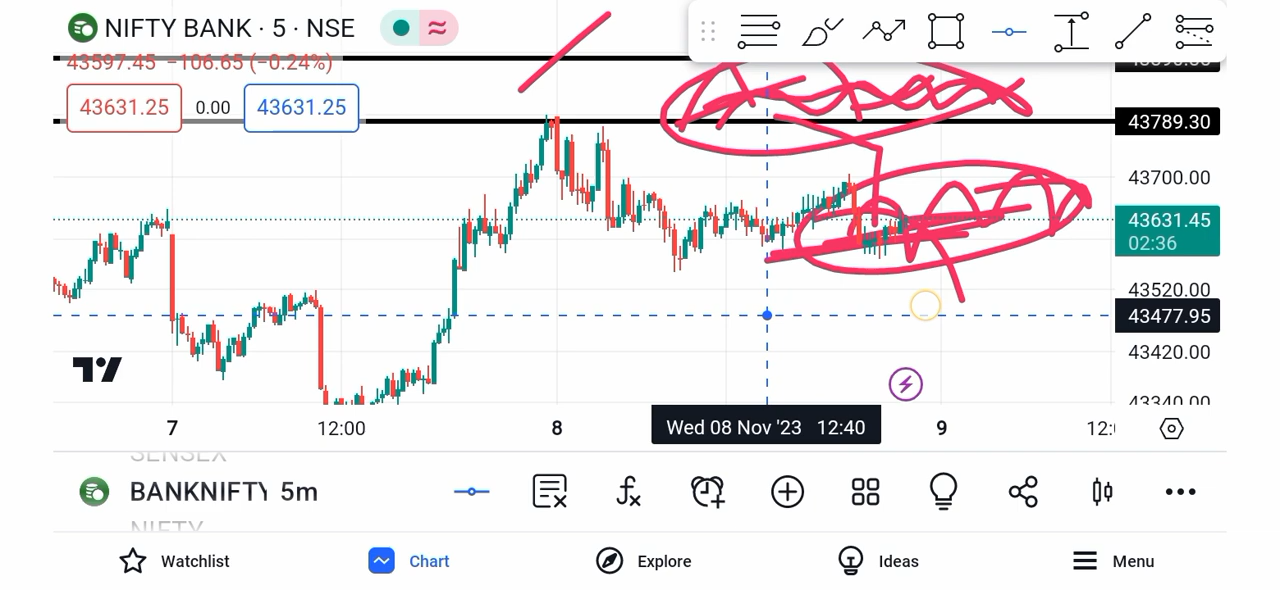 NIFTY BANK · 5 · NSE
43597.45 −106.65 (−0.24%)
43631.25 0.00 43631.25
43789.30
43700.00
43631.45
02:36
43520.00
43477.95
43420.00
43340.00
7 12:00 8 Wed 08 Nov '23 12:40 9 12:0
SENSEX
BANKNIFTY 5m
NIFTY
Watchlist Chart Explore Ideas Menu